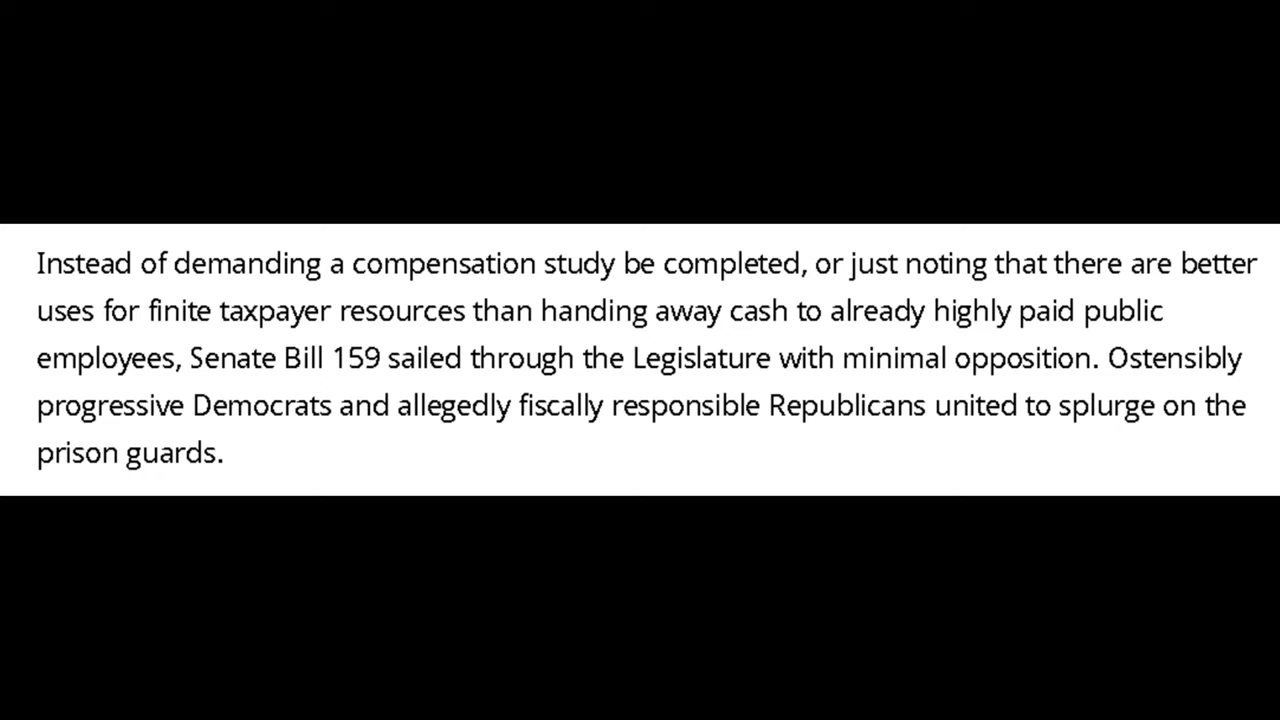 Instead of demanding a compensation study be completed, or just noting that there are better
uses for finite taxpayer resources than handing away cash to already highly paid public
employees, Senate Bill 159 sailed through the Legislature with minimal opposition. Ostensibly
progressive Democrats and allegedly fiscally responsible Republicans united to splurge on the
prison guards.